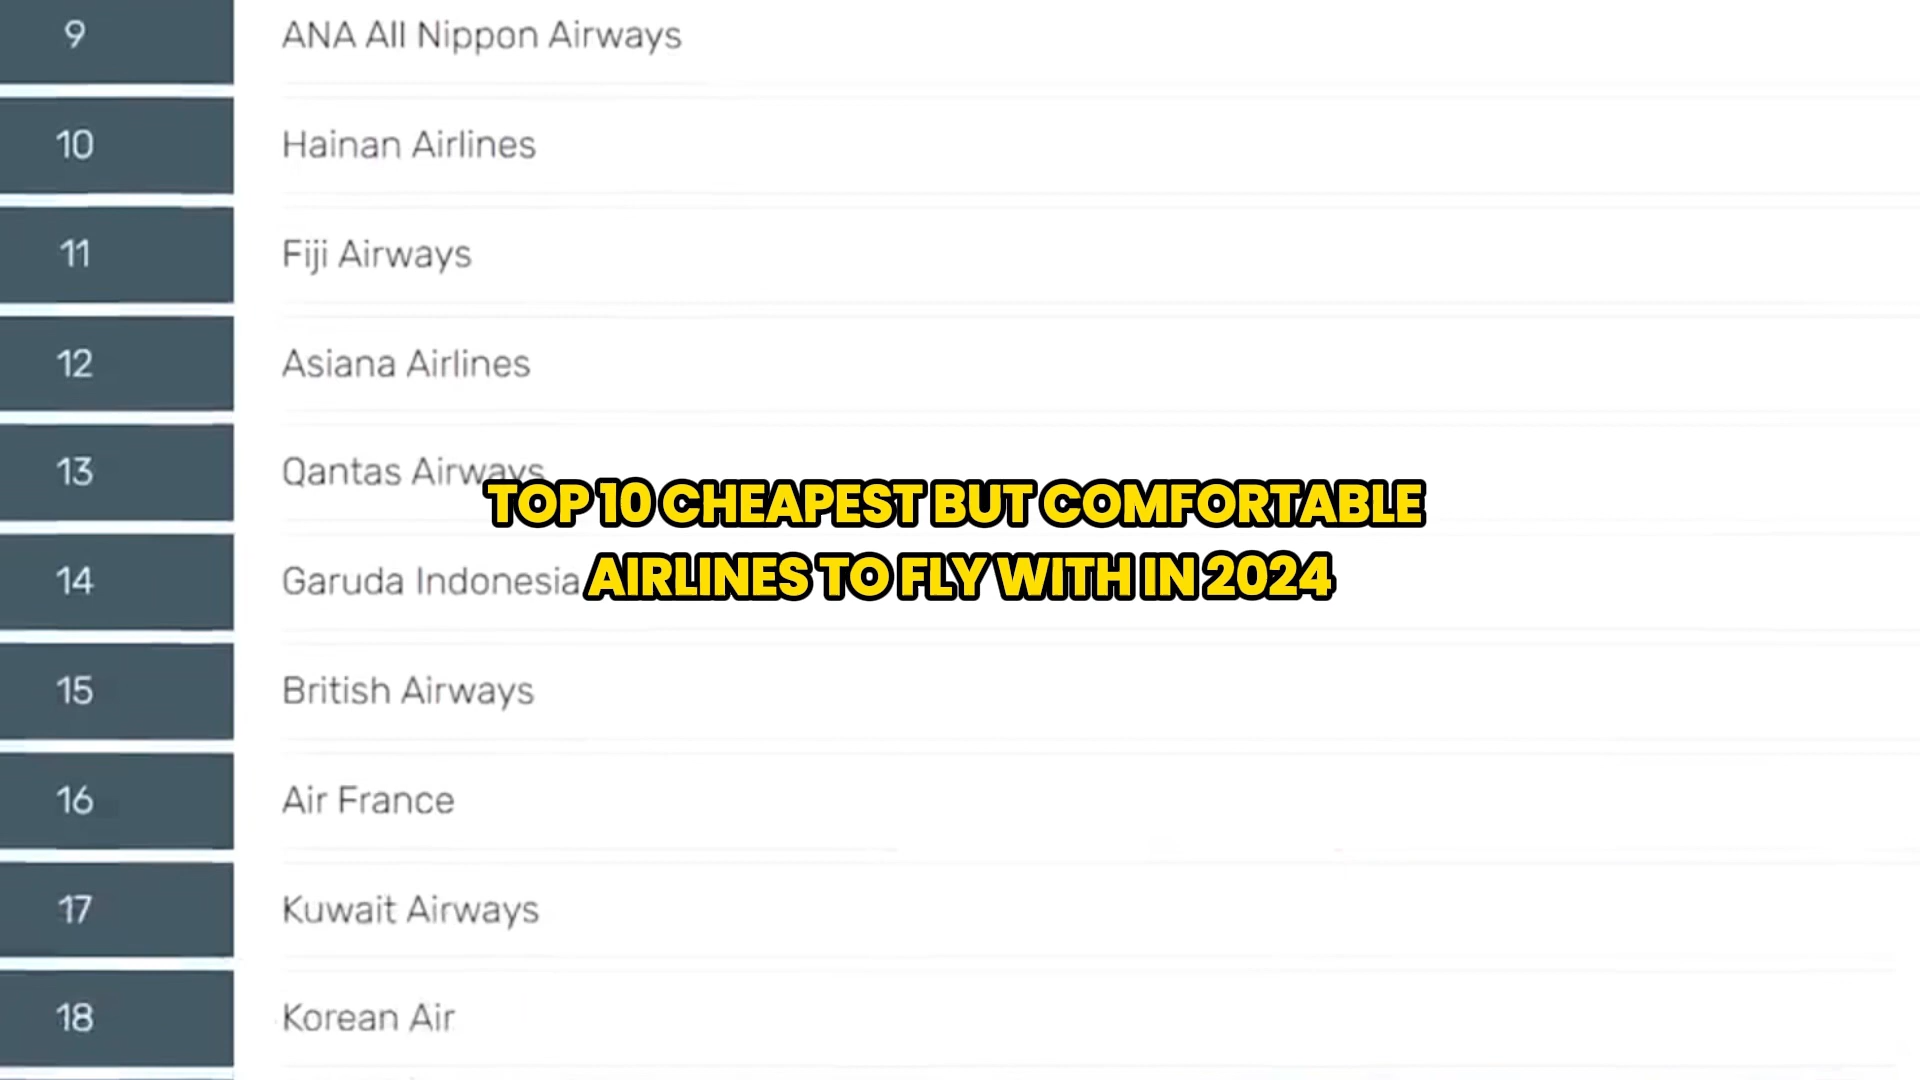 9 ANA All Nippon Airways
10 Hainan Airlines
11 Fiji Airways
12 Asiana Airlines
13 Qantas Airways
TOP 10 CHEAPEST BUT COMFORTABLE
14 Garuda Indonesia
AIRLINES TO FLY WITH IN 2024
15 British Airways
16 Air France
17 Kuwait Airways
18 Korean Air